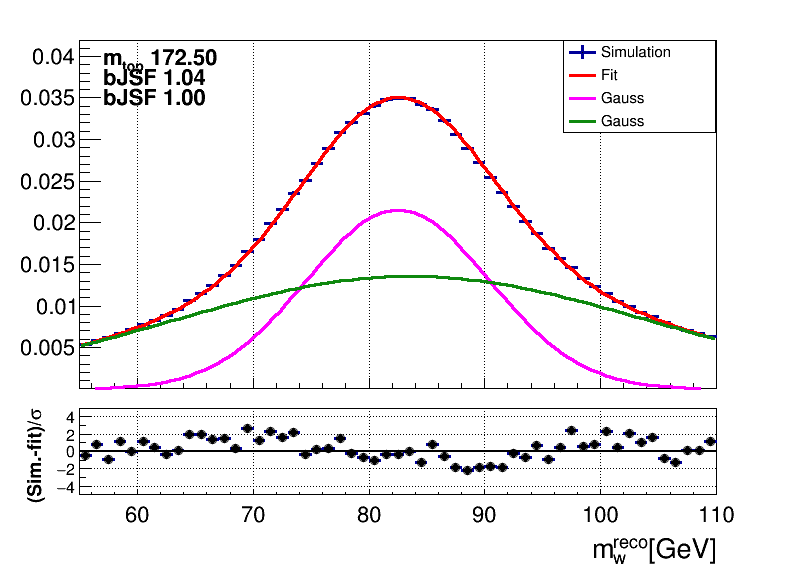 m_top 172.50
bJSF 1.04
bJSF 1.00
Simulation
Fit
Gauss
Gauss
0.04
0.035
0.03
0.025
0.02
0.015
0.01
0.005
(Sim.-fit)/σ
4
2
0
−2
−4
60 70 80 90 100 110
m_w^reco[GeV]